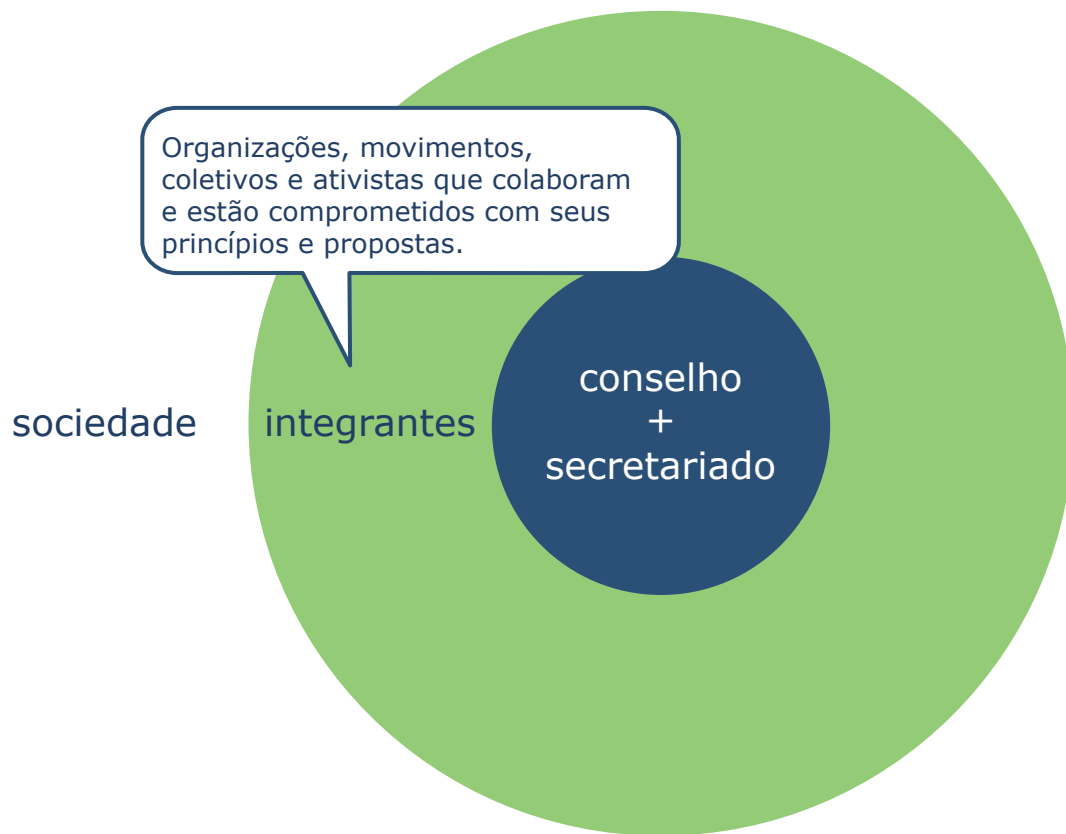 Organizações, movimentos,
coletivos e ativistas que colaboram
e estão comprometidos com seus
princípios e propostas.
sociedade
integrantes
conselho
+
secretariado